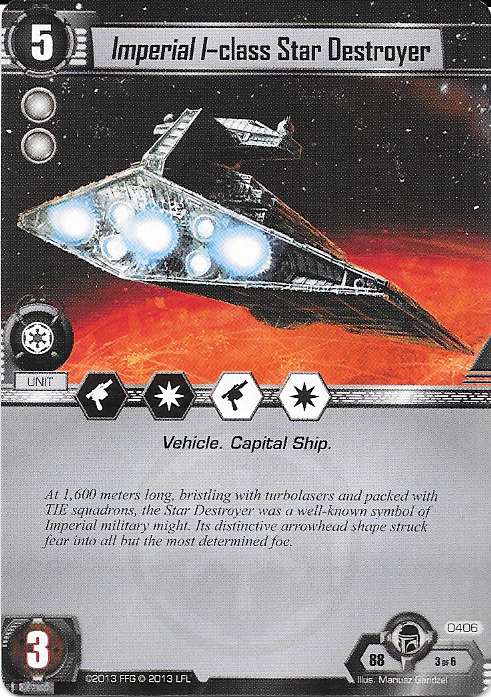 5
Imperial I-class Star Destroyer
UNIT
Vehicle. Capital Ship.
At 1,600 meters long, bristling with turbolasers and packed with
TIE squadrons, the Star Destroyer was a well-known symbol of
Imperial military might. Its distinctive arrowhead shape struck
fear into all but the most determined foe.
3
0406
88
3 OF 6
©2013 FFG © 2013 LFL
Illus. Mariusz Gandzel